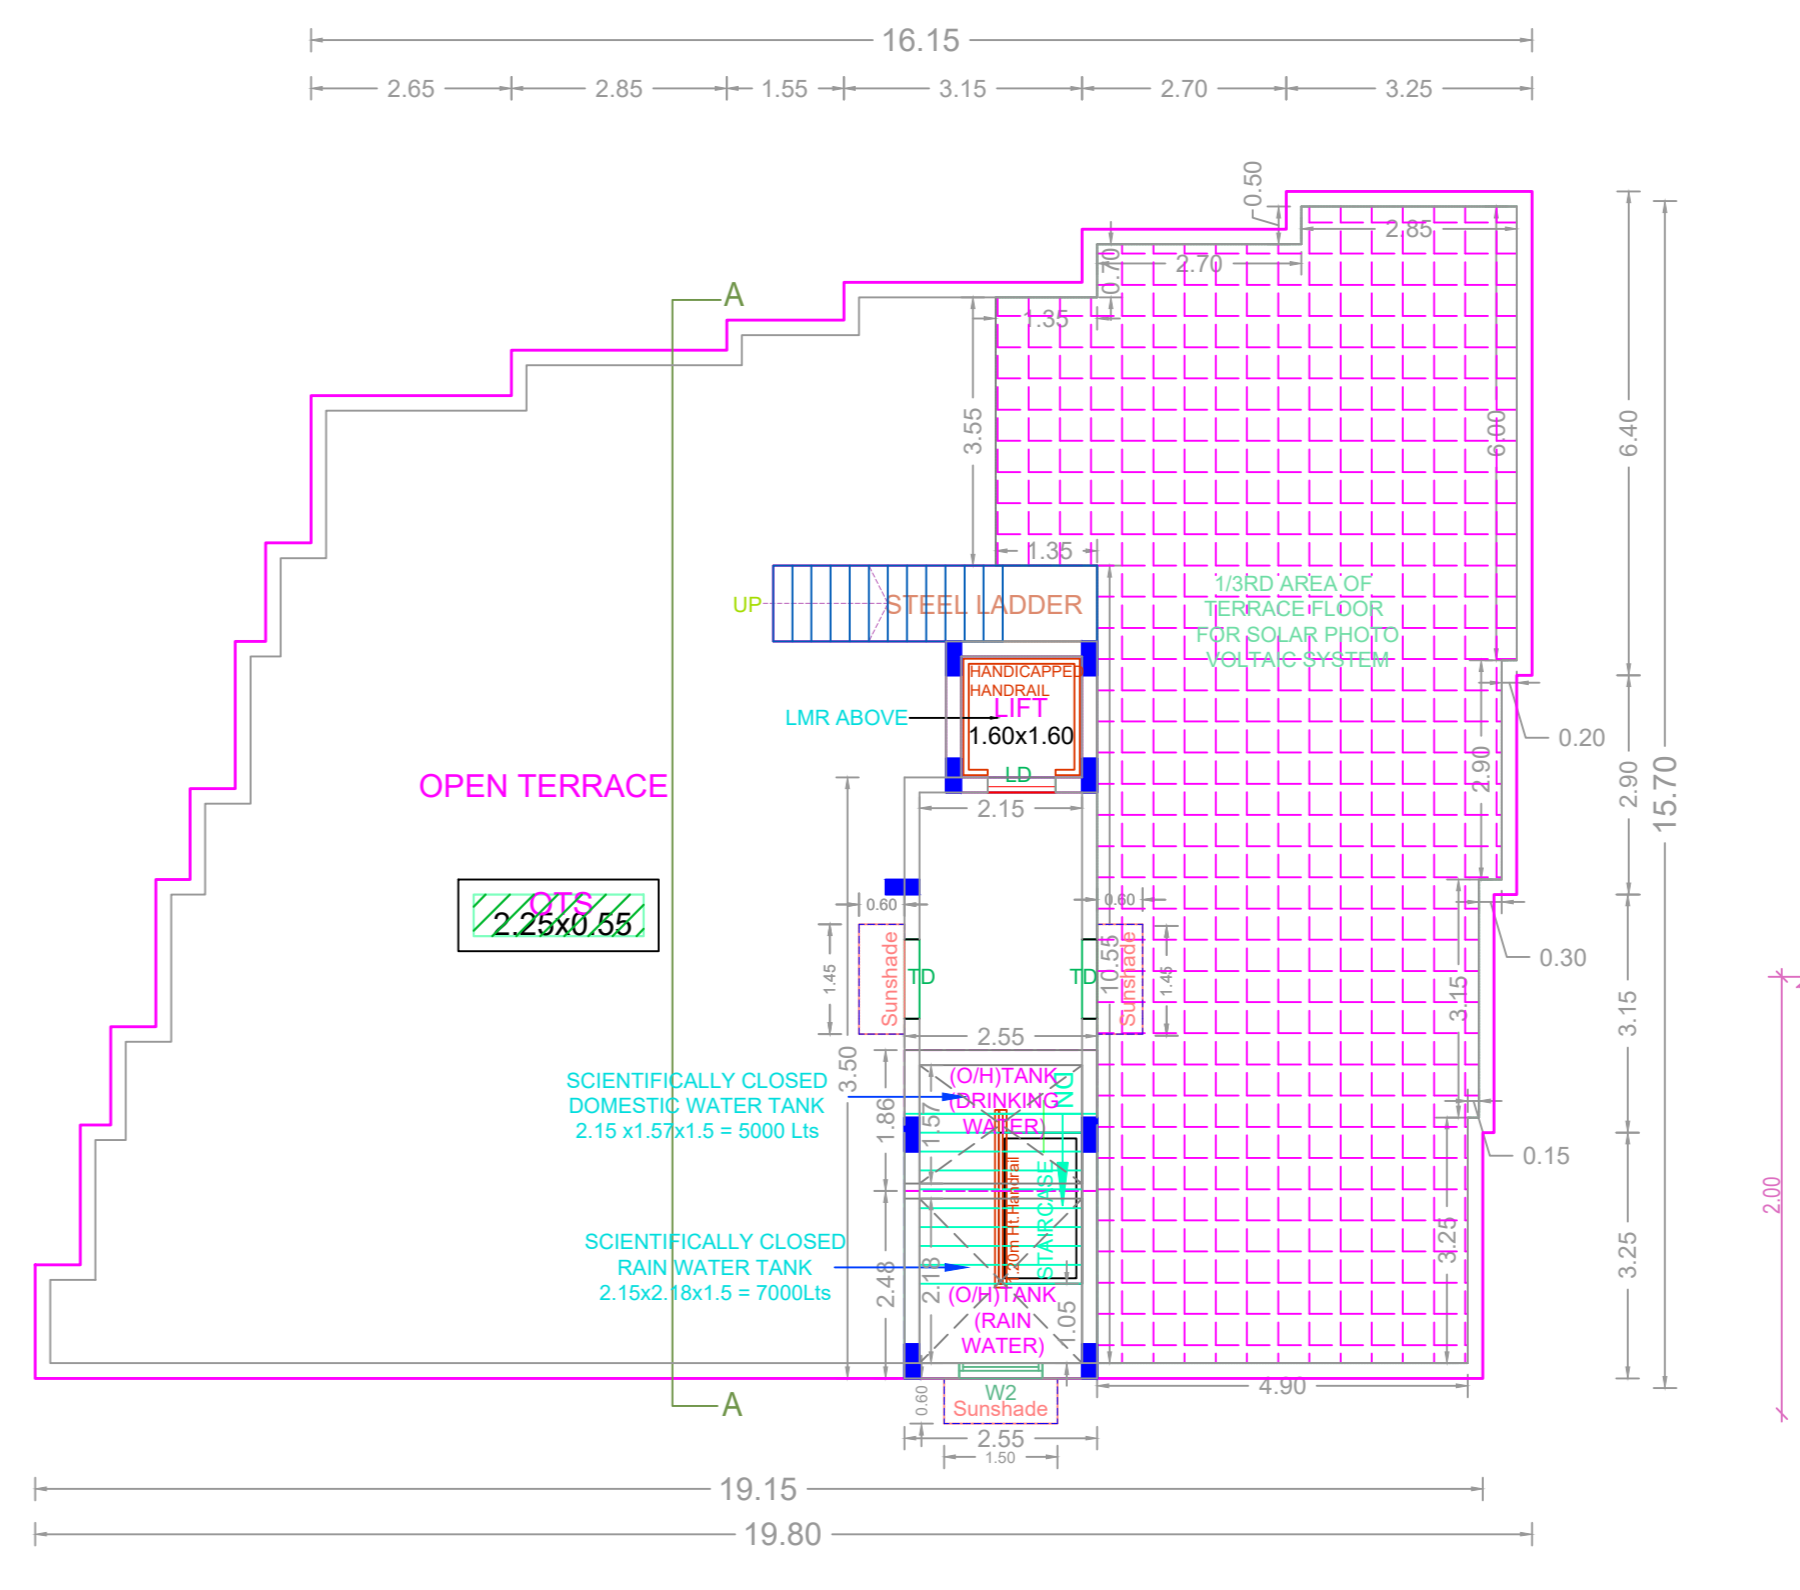 16.15
2.65
2.85
1.55
3.15
2.70
3.25
0.50
2.85
2.70
0.70
1.35
A
3.55
6.00
6.40
1.35
1/3RD AREA OF
TERRACE FLOOR
FOR SOLAR PHOTO
VOLTAIC SYSTEM
UP
STEEL LADDER
HANDICAPPED
HANDRAIL
LIFT
1.60x1.60
LMR ABOVE
LD
0.20
2.90
2.90
15.70
OPEN TERRACE
2.15
OTS
2.25x0.55
0.60
0.60
Sunshade
TD
TD
Sunshade
1.45
1.45
10.55
0.30
3.15
3.15
2.55
3.50
SCIENTIFICALLY CLOSED
DOMESTIC WATER TANK
2.15 x1.57x1.5 = 5000 Lts
(O/H)TANK
(DRINKING
WATER)
DN
1.86
1.57
0.15
STAIRCASE
1.20m Ht.Handrail
2.00
SCIENTIFICALLY CLOSED
RAIN WATER TANK
2.15x2.18x1.5 = 7000Lts
2.48
2.18
(O/H)TANK
(RAIN
WATER)
1.05
3.25
3.25
4.90
W2
Sunshade
0.60
A
2.55
1.50
19.15
19.80